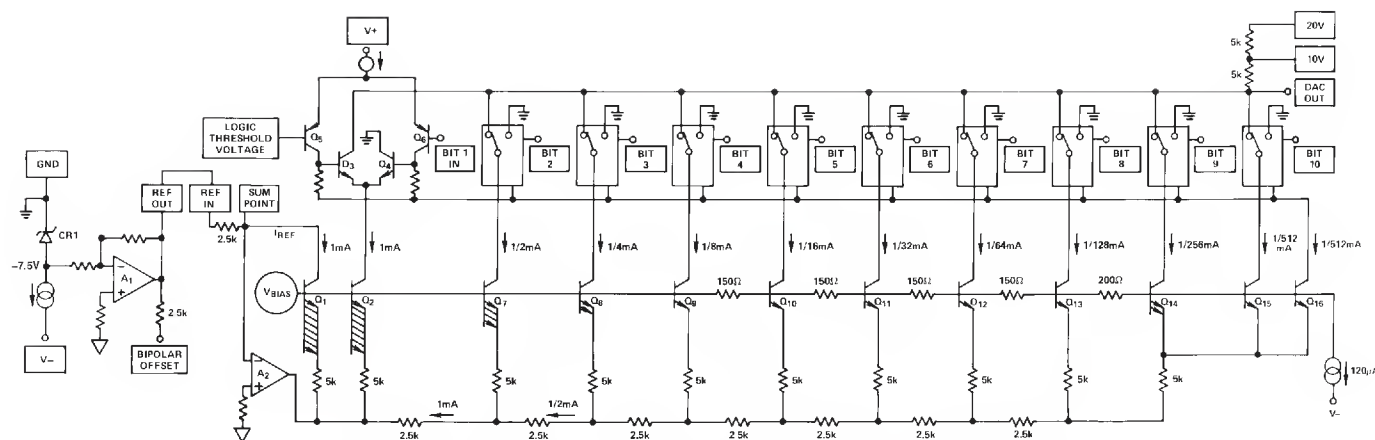 V+
20V
5k
10V
5k
DAC OUT
LOGIC THRESHOLD VOLTAGE
Q5
Q6
BIT 1 IN
BIT 2
BIT 3
BIT 4
BIT 5
BIT 6
BIT 7
BIT 8
BIT 9
BIT 10
D3
Q4
GND
REF OUT
REF IN
SUM POINT
CR1
2.5k
IREF
1mA
1mA
1/2mA
1/4mA
1/8mA
1/16mA
1/32mA
1/64mA
1/128mA
1/256mA
1/512 mA
1/512mA
-7.5V
A1
VBIAS
150Ω
150Ω
150Ω
150Ω
200Ω
Q1
Q2
Q7
Q8
Q9
Q10
Q11
Q12
Q13
Q14
Q15
Q16
2.5k
V-
BIPOLAR OFFSET
A2
5k
5k
5k
5k
5k
5k
5k
5k
5k
5k
120µA
V-
1mA
1/2mA
2.5k
2.5k
2.5k
2.5k
2.5k
2.5k
2.5k